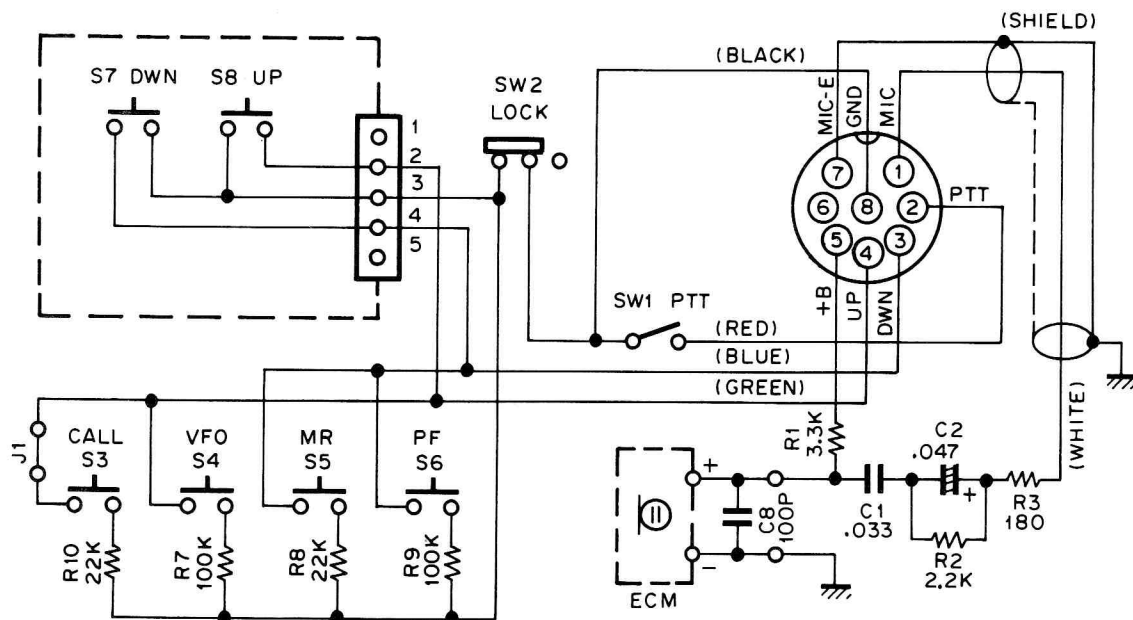 (SHIELD)
(BLACK)
S7 DWN
S8 UP
SW2
LOCK
MIC-E
GND
MIC
1
2
3
4
5
7
1
6
8
2
5
4
3
PTT
+B
UP
DWN
SW1 PTT
(RED)
(BLUE)
(GREEN)
(WHITE)
J1
CALL
S3
VFO
S4
MR
S5
PF
S6
R10
22K
R7
100K
R8
22K
R9
100K
R1
3.3K
+
-
ECM
C8
100P
C1
.033
C2
.047
+
R2
2.2K
R3
180